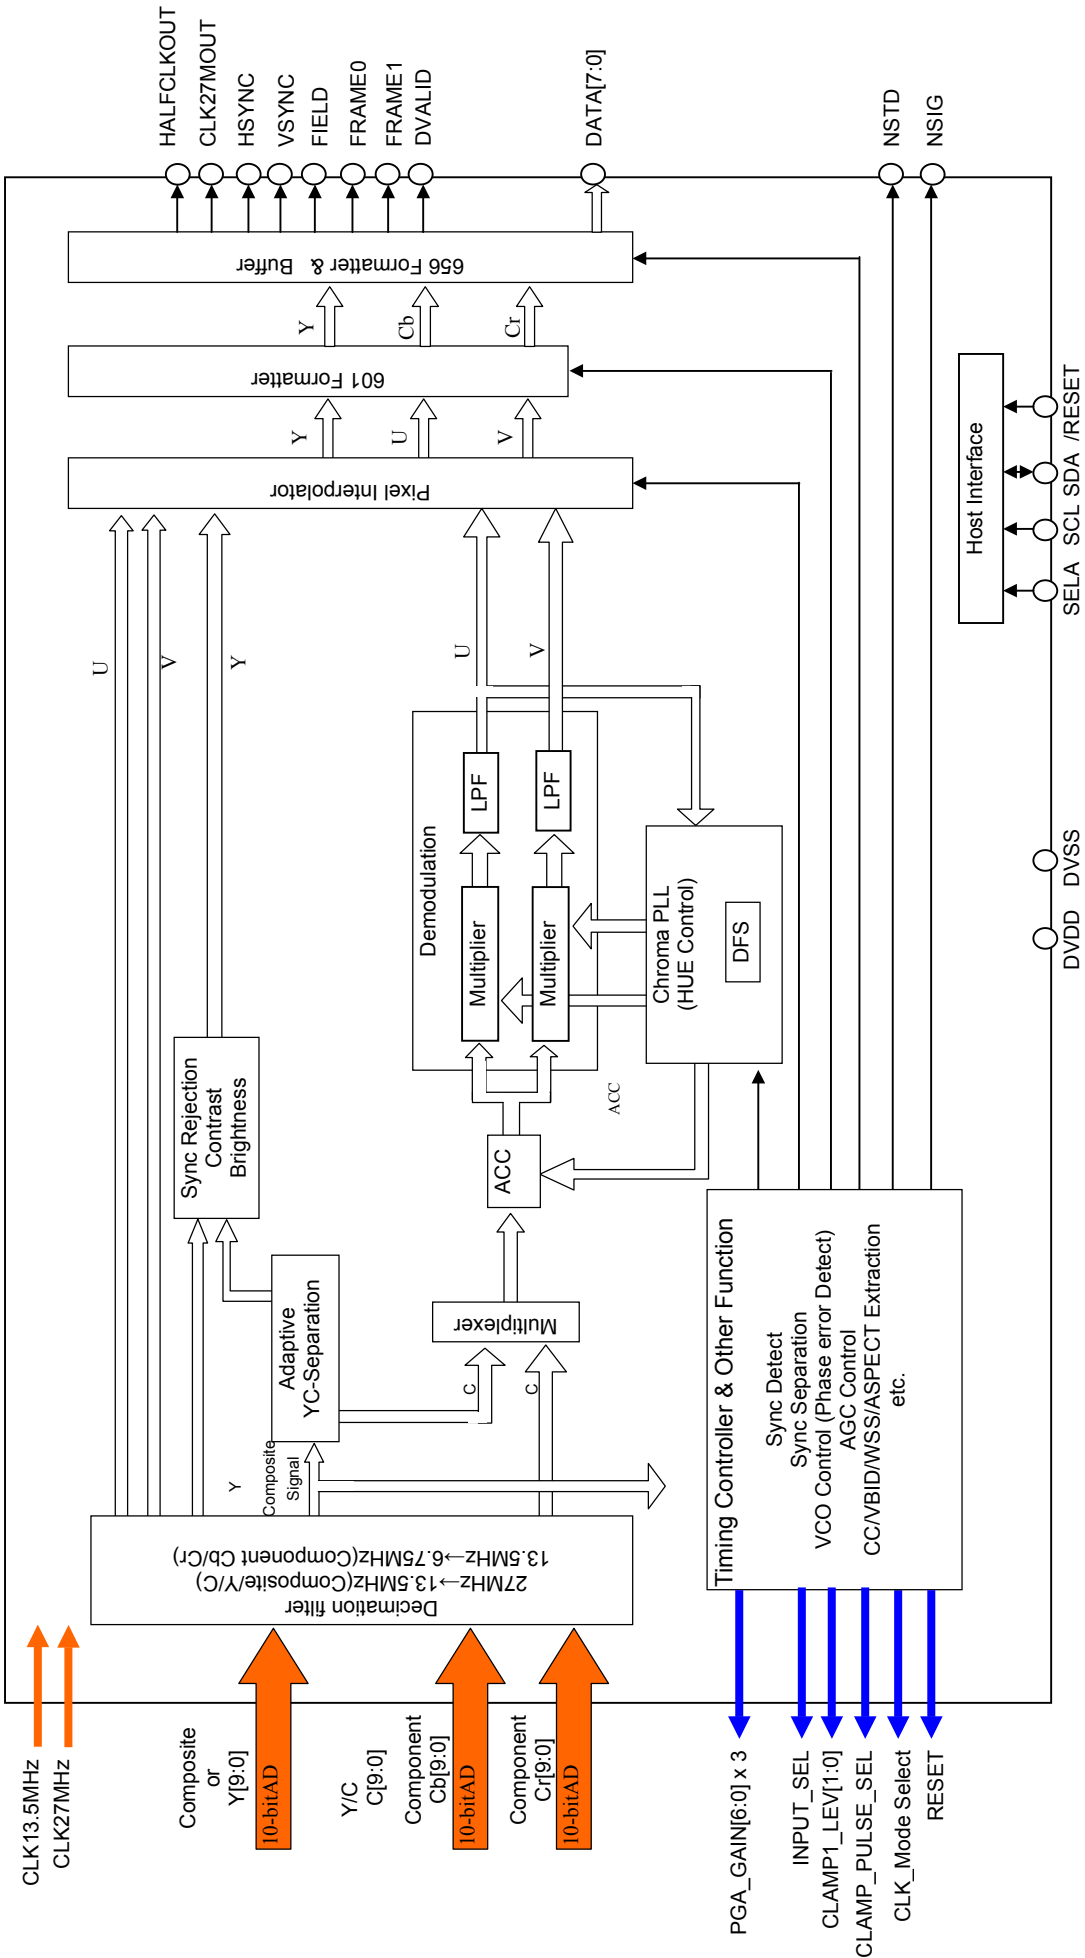 CLK13.5MHz
CLK27MHz
Composite
or
Y[9:0]
10-bitAD
Y/C
C[9:0]
Component
Cb[9:0]
10-bitAD
Component
Cr[9:0]
10-bitAD
PGA_GAIN[6:0] x 3
INPUT_SEL
CLAMP1_LEV[1:0]
CLAMP_PULSE_SEL
CLK_Mode Select
RESET
Decimation filter
27MHz→13.5MHz(Composite/Y/C)
13.5MHz→6.75MHz(Component Cb/Cr)
Y
Composite
Signal
Adaptive
YC-Separation
C
C
Multiplexer
Sync Rejection
Contrast
Brightness
ACC
ACC
Demodulation
Multiplier
Multiplier
LPF
LPF
Chroma PLL
(HUE Control)
DFS
Timing Controller & Other Function
Sync Detect
Sync Separation
VCO Control (Phase error Detect)
AGC Control
CC/VBID/WSS/ASPECT Extraction
etc.
U
V
Y
U
V
Pixel Interpolator
Y
U
V
601 Formatter
Y
Cb
Cr
656 Formatter & Buffer
HALFCLKOUT
CLK27MOUT
HSYNC
VSYNC
FIELD
FRAME0
FRAME1
DVALID
DATA[7:0]
NSTD
NSIG
Host Interface
SELA
SCL
SDA
/RESET
DVDD
DVSS